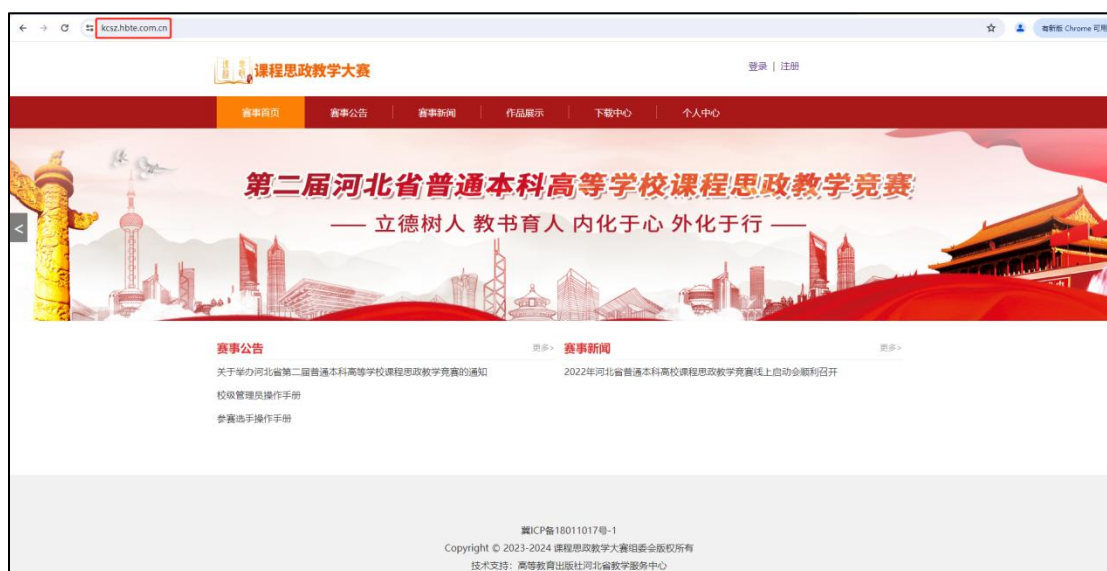 kcsz.hbte.com.cn
有新版 Chrome 可用
课程思政教学大赛
登录 | 注册
赛事首页 赛事公告 赛事新闻 作品展示 下载中心 个人中心
第二届河北省普通本科高等学校课程思政教学竞赛
—— 立德树人 教书育人 内化于心 外化于行 ——
<
赛事公告 更多>
关于举办河北省第二届普通本科高等学校课程思政教学竞赛的通知
校级管理员操作手册
参赛选手操作手册
赛事新闻 更多>
2022年河北省普通本科高校课程思政教学竞赛线上启动会顺利召开
冀ICP备18011017号-1
Copyright © 2023-2024 课程思政教学大赛组委会版权所有
技术支持：高等教育出版社河北省教学服务中心